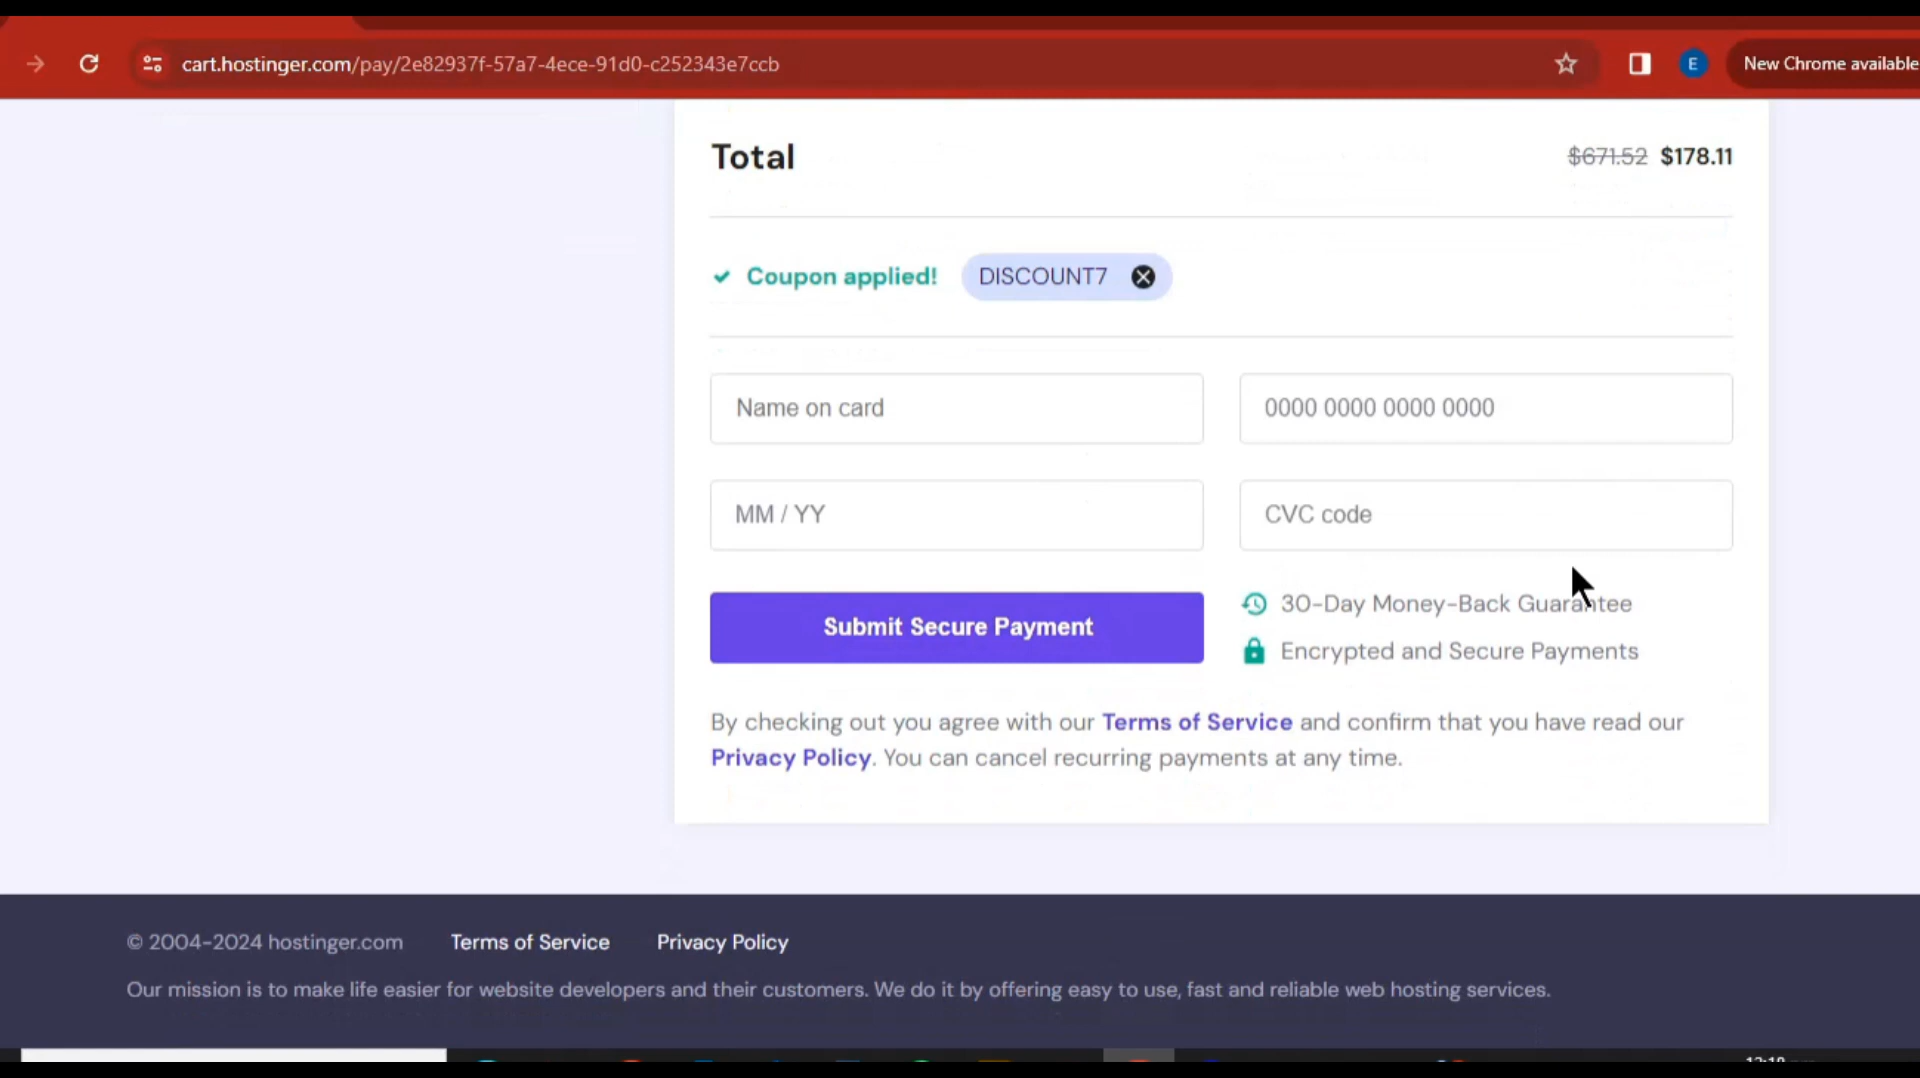 cart.hostinger.com/pay/2e82937f-57a7-4ece-91d0-c252343e7ccb E New Chrome available
Total $671.52 $178.11
Coupon applied! DISCOUNT7
Name on card 0000 0000 0000 0000
MM / YY CVC code
Submit Secure Payment
30-Day Money-Back Guarantee
Encrypted and Secure Payments
By checking out you agree with our Terms of Service and confirm that you have read our
Privacy Policy. You can cancel recurring payments at any time.
© 2004-2024 hostinger.com Terms of Service Privacy Policy
Our mission is to make life easier for website developers and their customers. We do it by offering easy to use, fast and reliable web hosting services.